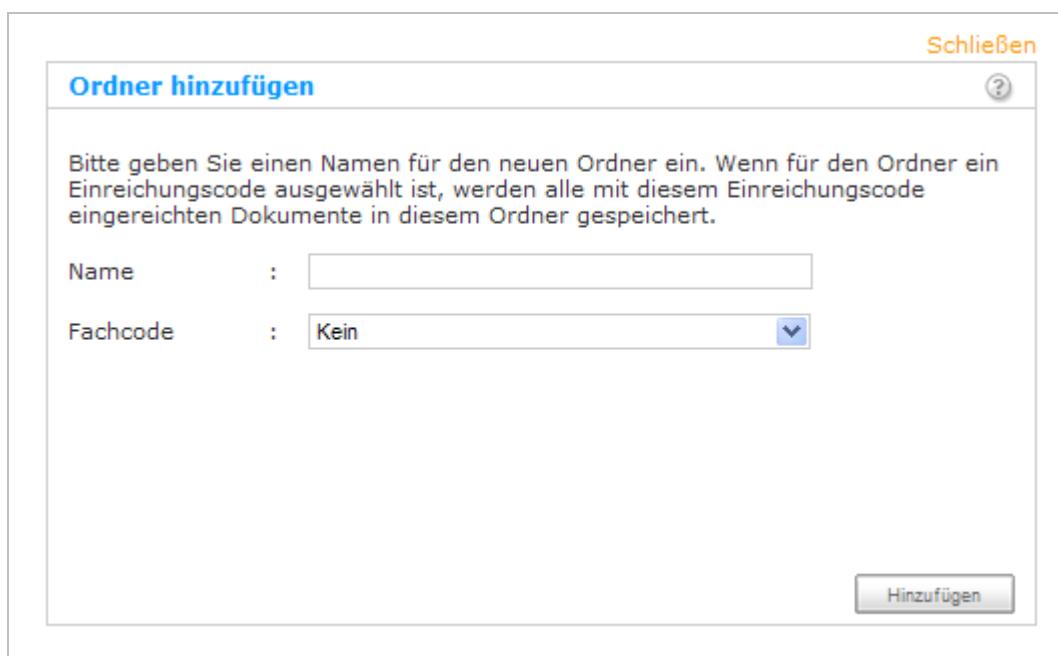 Schließen
Ordner hinzufügen
Bitte geben Sie einen Namen für den neuen Ordner ein. Wenn für den Ordner ein
Einreichungscode ausgewählt ist, werden alle mit diesem Einreichungscode
eingereichten Dokumente in diesem Ordner gespeichert.
Name :
Fachcode : Kein
Hinzufügen